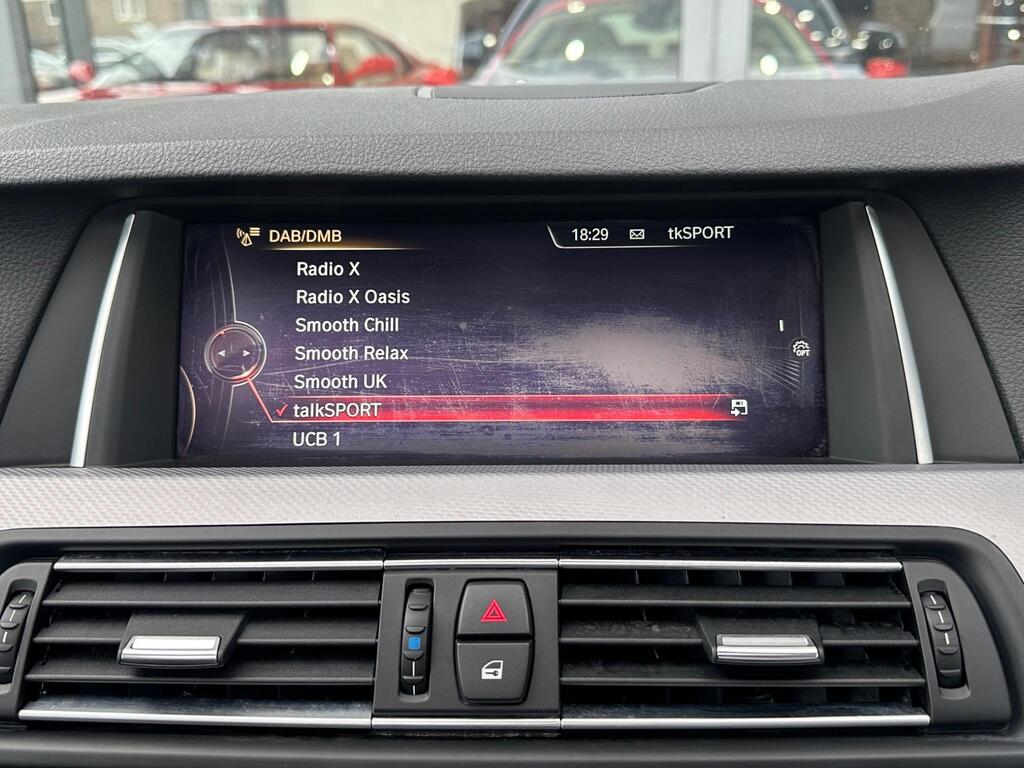 DAB/DMB
18:29 tkSPORT
Radio X
Radio X Oasis
Smooth Chill
Smooth Relax
Smooth UK
talkSPORT
UCB 1
OPT